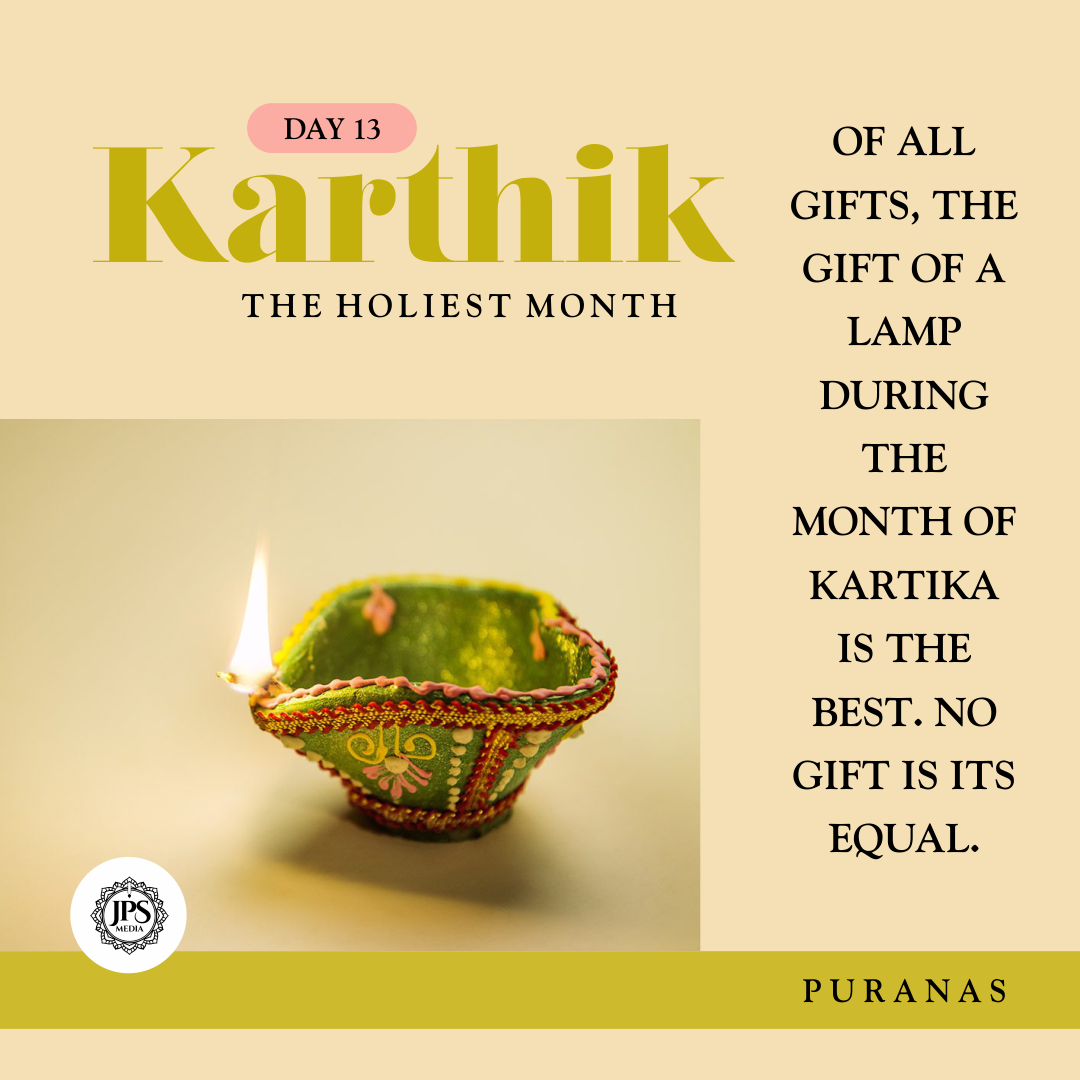 DAY 13
Karthik
THE HOLIEST MONTH
OF ALL
GIFTS, THE
GIFT OF A
LAMP
DURING
THE
MONTH OF
KARTIKA
IS THE
BEST. NO
GIFT IS ITS
EQUAL.
JPS
MEDIA
PURANAS